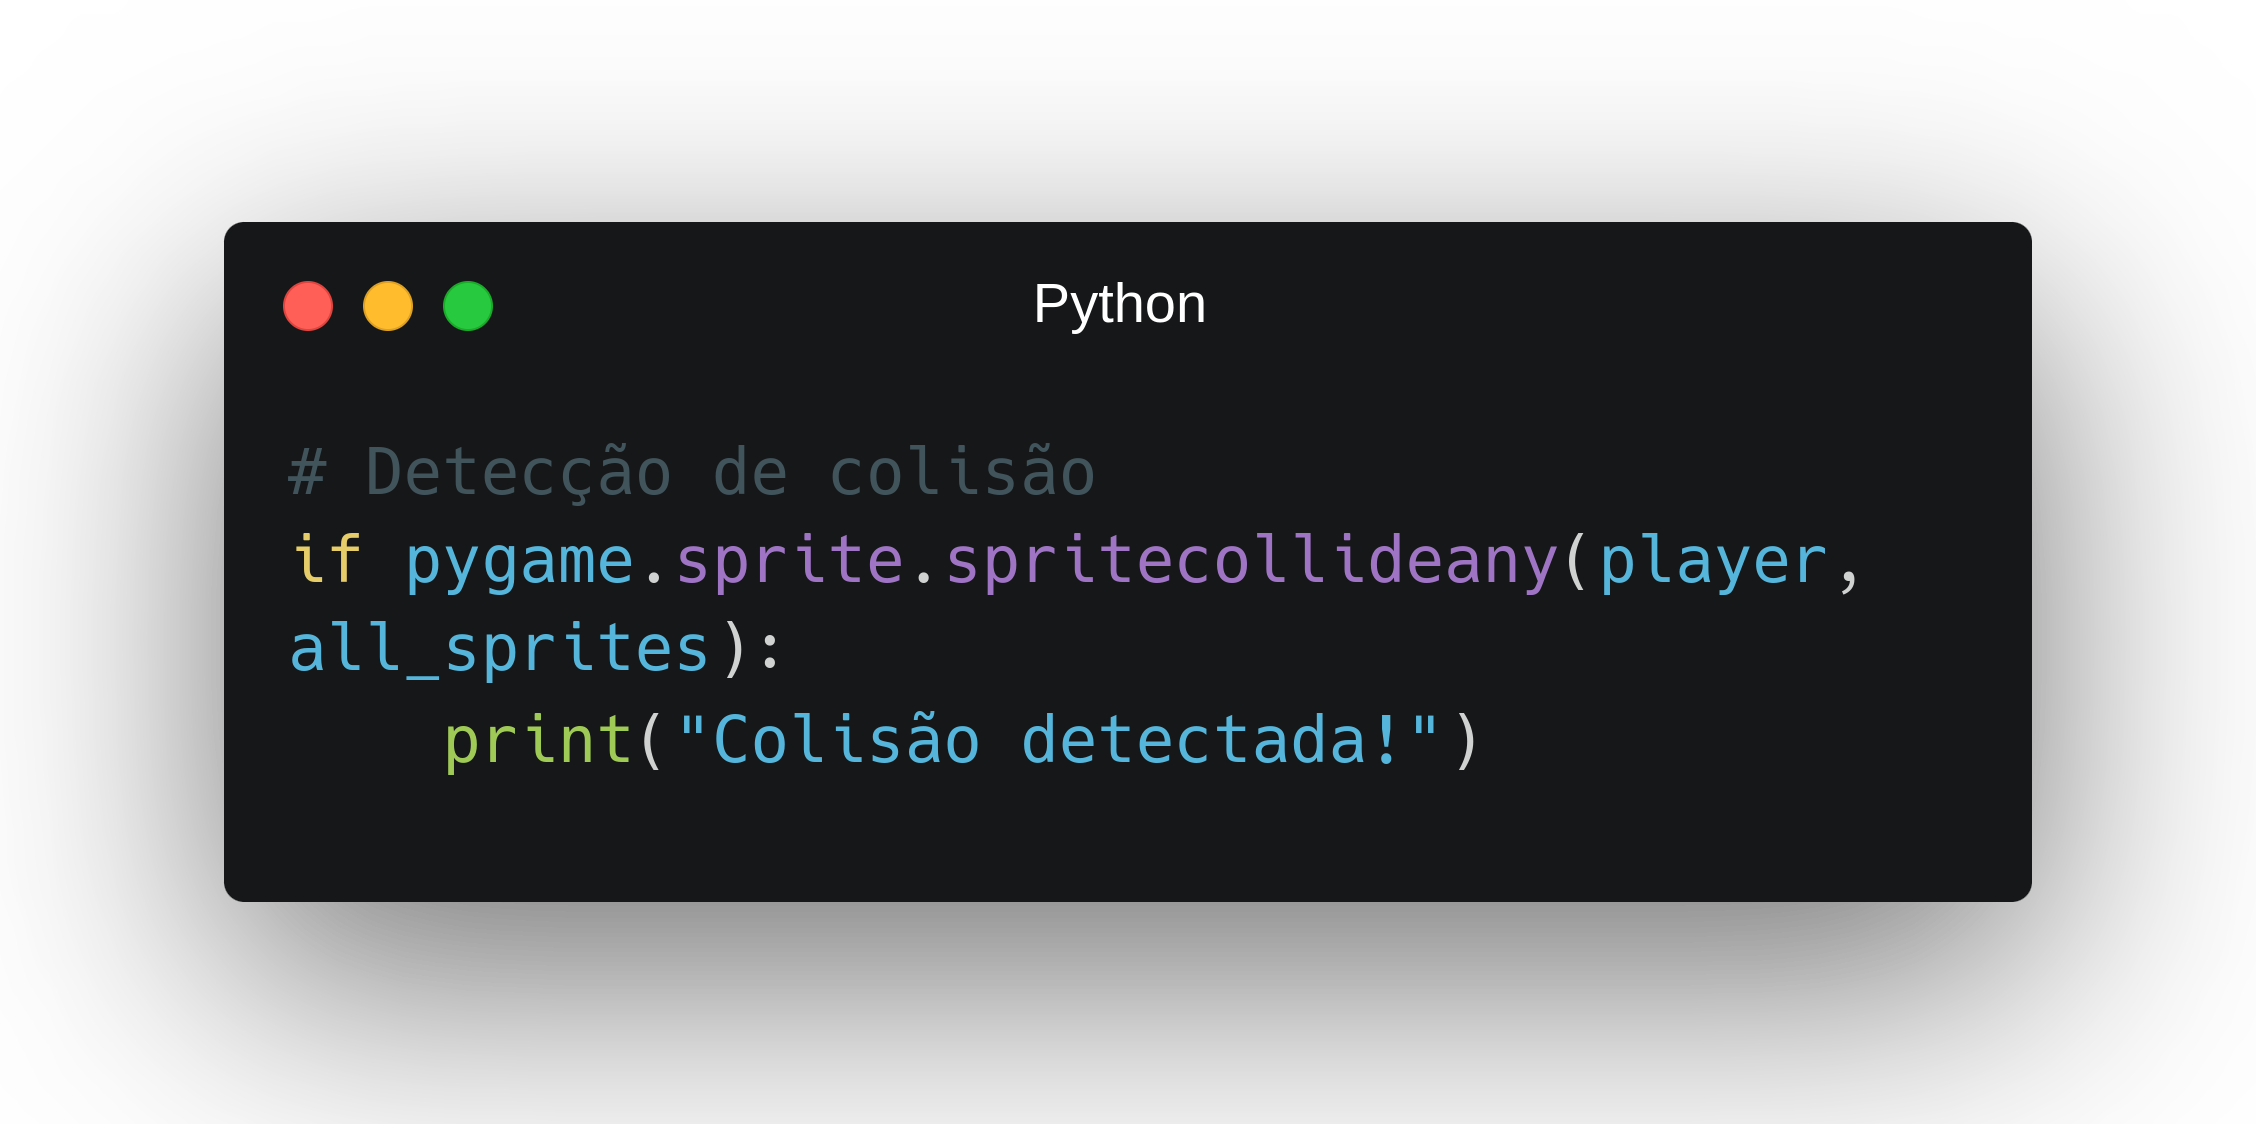 Python
# Detecção de colisão
if pygame.sprite.spritecollideany(player,
all_sprites):
    print("Colisão detectada!")